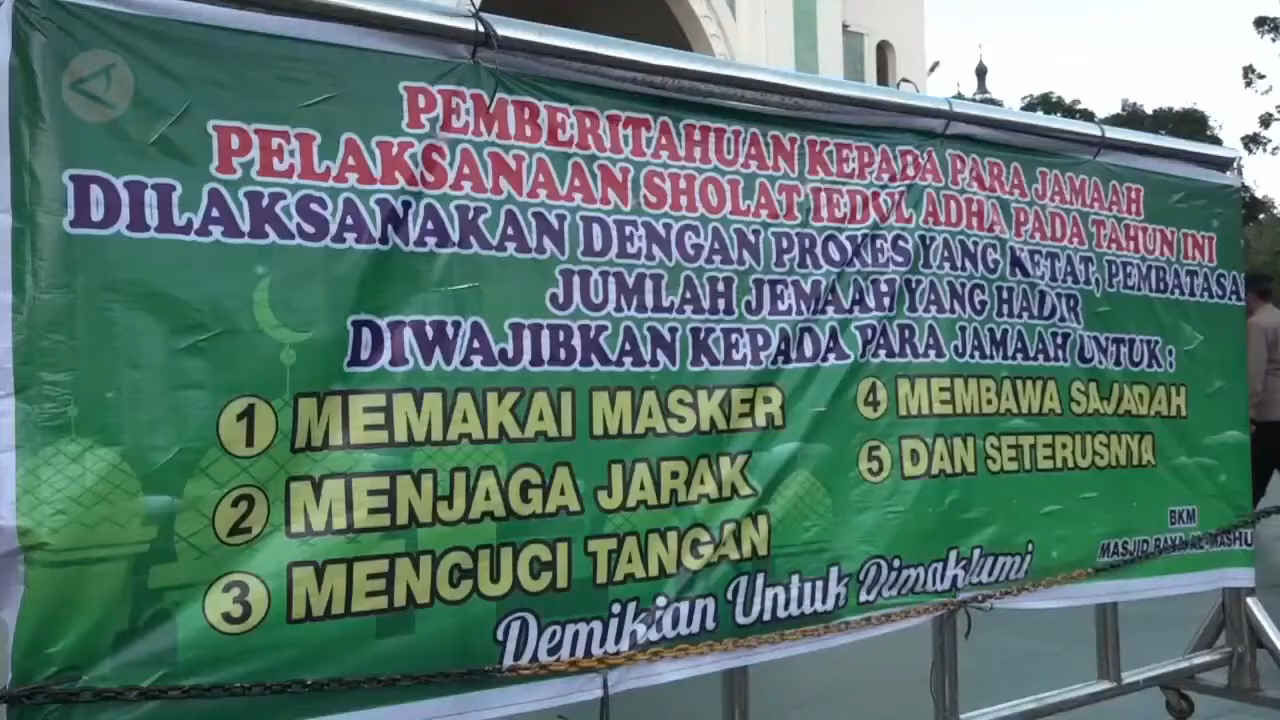 PEMBERITAHUAN KEPADA PARA JAMAAH
PELAKSANAAN SHOLAT IEDUL ADHA PADA TAHUN INI
DILAKSANAKAN DENGAN PROKES YANG KETAT, PEMBATASA
JUMLAH JEMAAH YANG HADIR
DIWAJIBKAN KEPADA PARA JAMAAH UNTUK :
1 MEMAKAI MASKER
2 MENJAGA JARAK
3 MENCUCI TANGAN
4 MEMBAWA SAJADAH
5 DAN SETERUSNYA
Demikian Untuk Dimaklumi
BKM
MASJID RAYA AL-MASHU